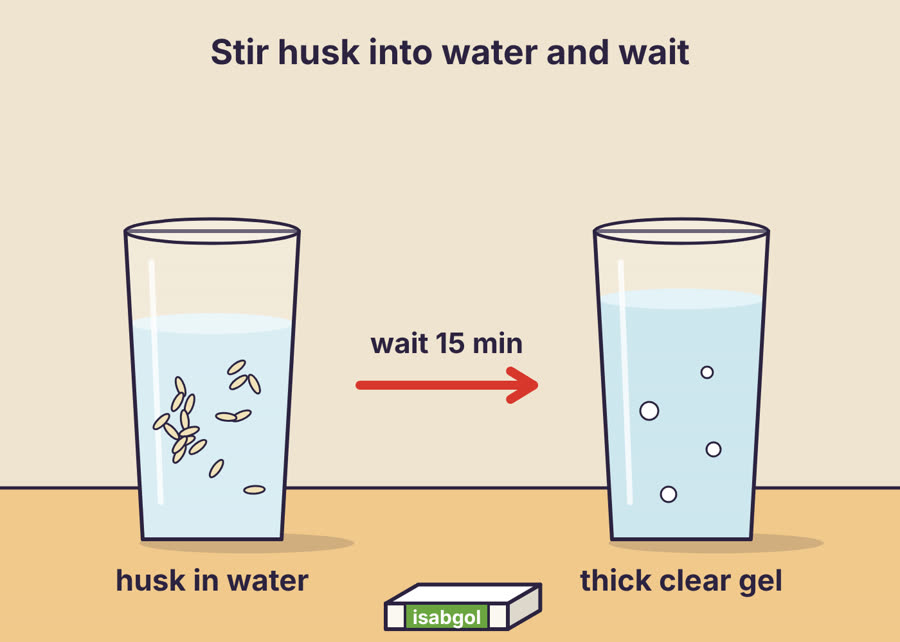 Stir husk into water and wait
wait 15 min
husk in water
thick clear gel
isabgol